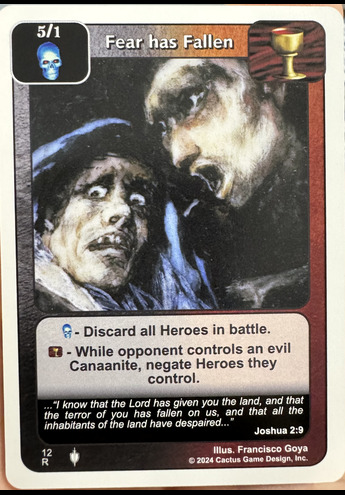 5/1
Fear has Fallen
- Discard all Heroes in battle.
- While opponent controls an evil
Canaanite, negate Heroes they
control.
..."I know that the Lord has given you the land, and that
the terror of you has fallen on us, and that all the
inhabitants of the land have despaired..."
Joshua 2:9
12
R
Illus. Francisco Goya
© 2024 Cactus Game Design, Inc.